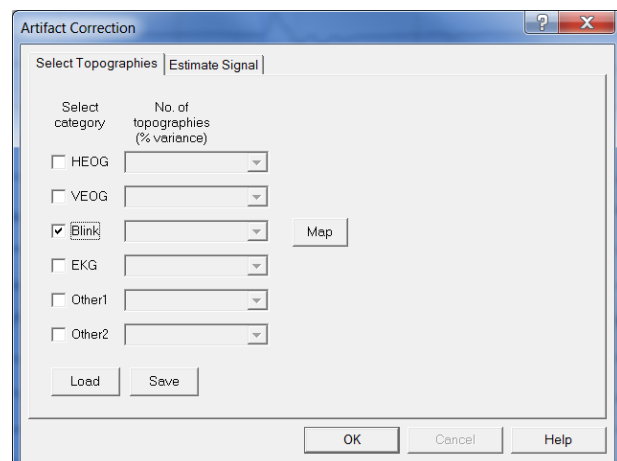 Artifact Correction
Select Topographies Estimate Signal
Select category
No. of topographies (% variance)
HEOG
VEOG
Blink
Map
EKG
Other1
Other2
Load Save
OK Cancel Help